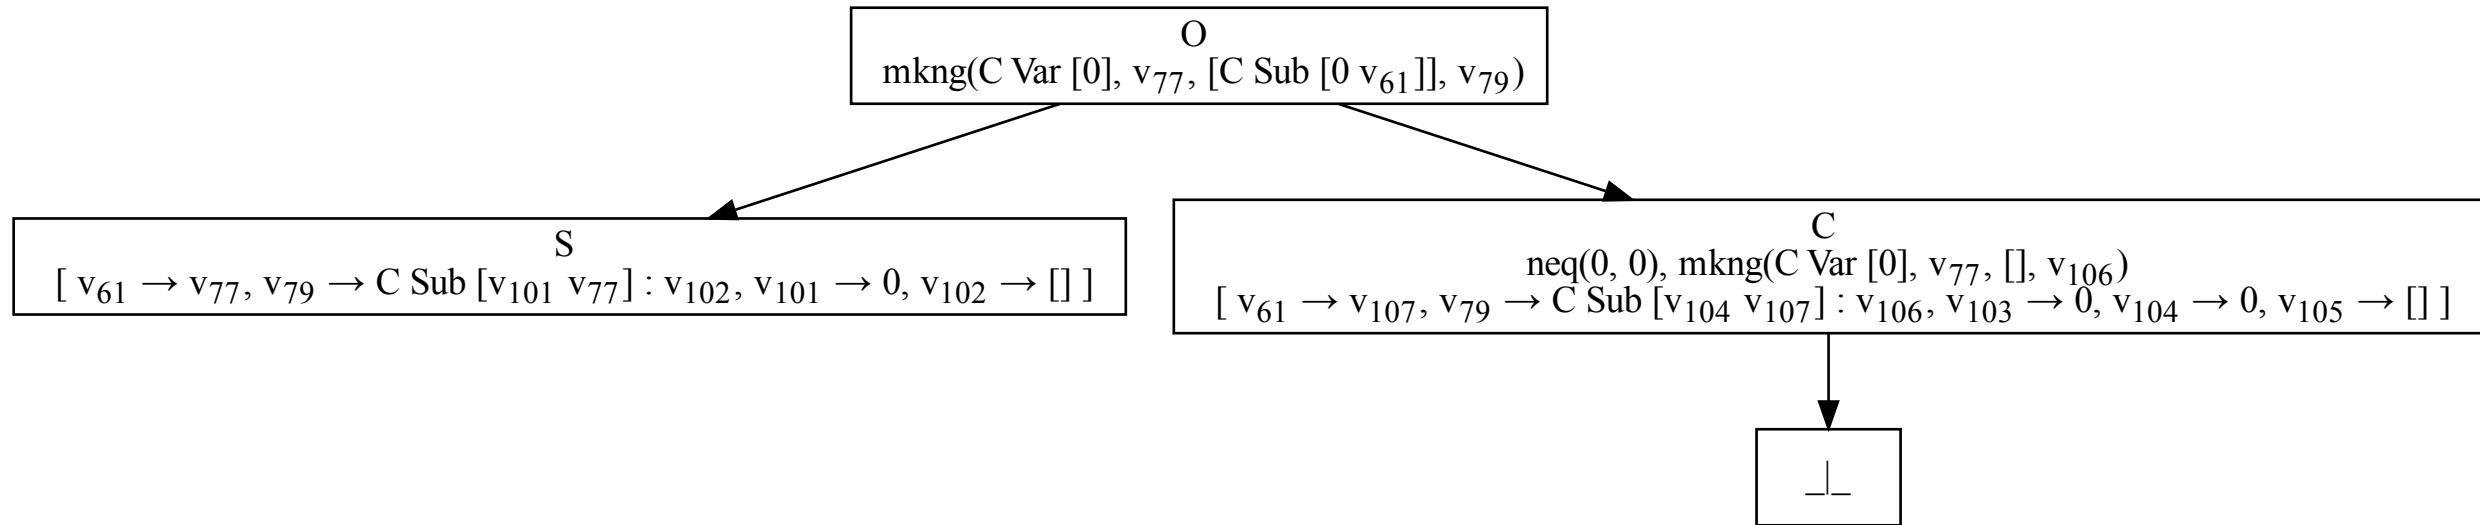 O
mkng(C Var [0], v77, [C Sub [0 v61]], v79)
S
[ v61 → v77, v79 → C Sub [v101 v77] : v102, v101 → 0, v102 → [] ]
C
neq(0, 0), mkng(C Var [0], v77, [], v106)
[ v61 → v107, v79 → C Sub [v104 v107] : v106, v103 → 0, v104 → 0, v105 → [] ]
_|_